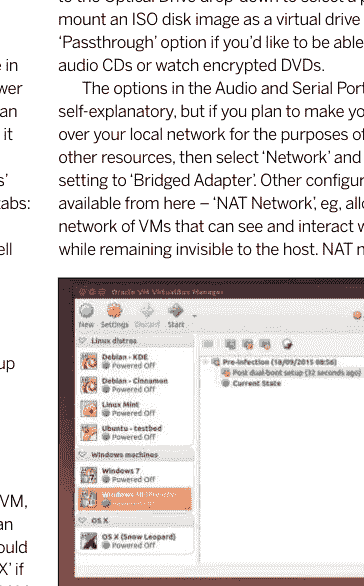 to the Optical Drive drop-down to select a p
mount an ISO disk image as a virtual drive
'Passthrough' option if you'd like to be able
audio CDs or watch encrypted DVDs.
The options in the Audio and Serial Port
self-explanatory, but if you plan to make yo
over your local network for the purposes of
other resources, then select 'Network' and
setting to 'Bridged Adapter'. Other configur
available from here – 'NAT Network', eg, allo
network of VMs that can see and interact w
while remaining invisible to the host. NAT n
e in
wer
an
it
s'
tabs:
ell
up
VM,
an
ould
X' if
Oracle VM VirtualBox Manager
New Settings Discard Start
Linux distros
Debian - KDE
Powered Off
Debian - Cinnamon
Powered Off
Linux Mint
Powered Off
Ubuntu - testbed
Powered Off
Windows machines
Windows 7
Powered Off
Windows
OS X
OS X (Snow Leopard)
Powered Off
Pre-infection (18/09/2015 08:56)
Post dual-boot setup (32 seconds ago)
Current State